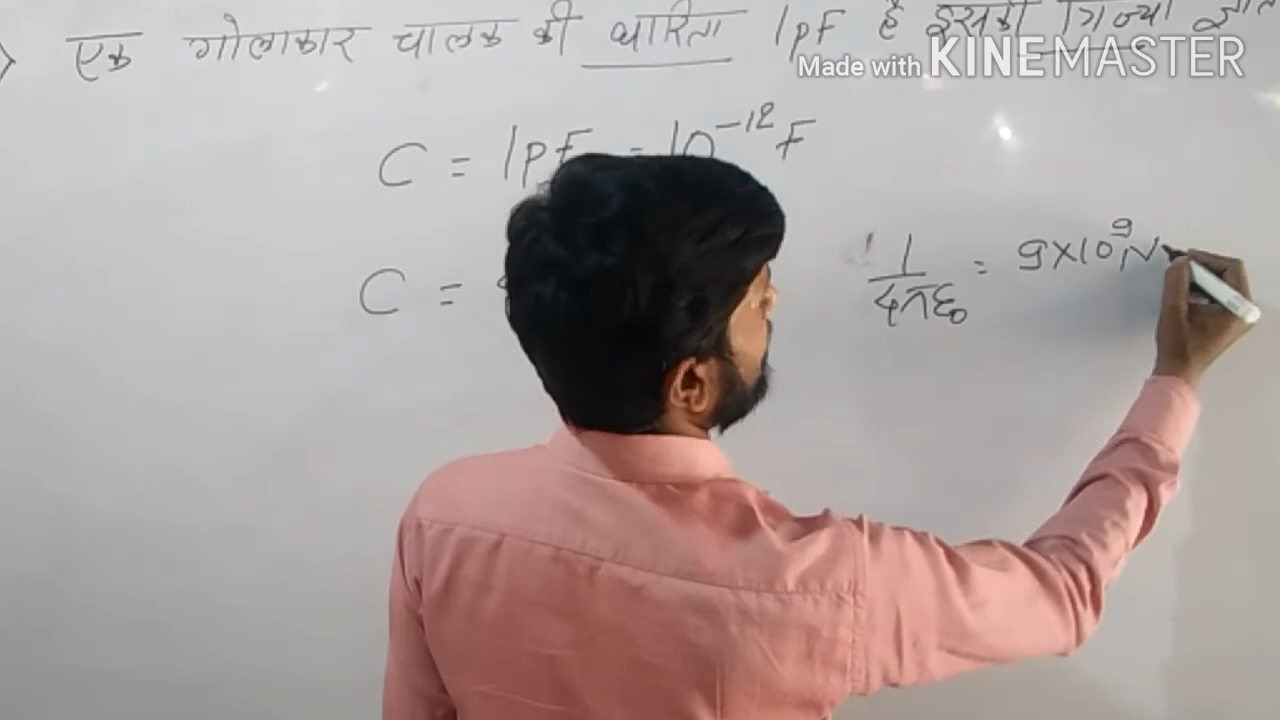 एक गोलाकार चालक की धारिता 1pF है इसकी त्रिज्या ज्ञात
Made with KINEMASTER
C = 1pF = 10⁻¹² F
C =
1/4πε₀ = 9×10⁹ N